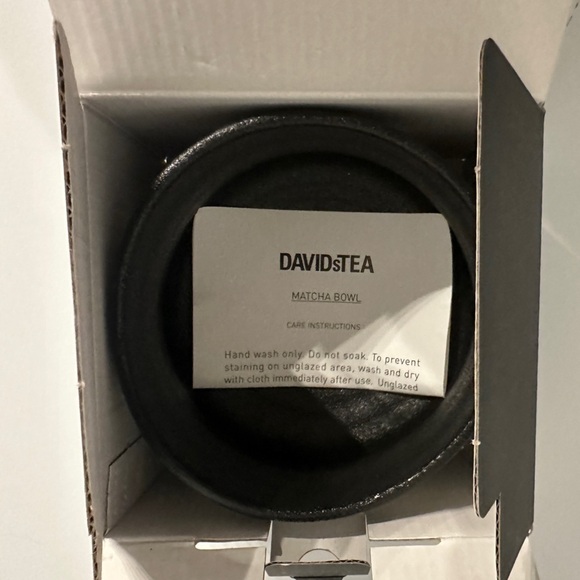 DAVIDsTEA
MATCHA BOWL
CARE INSTRUCTIONS
Hand wash only. Do not soak. To prevent
staining on unglazed area, wash and dry
with cloth immediately after use. Unglazed